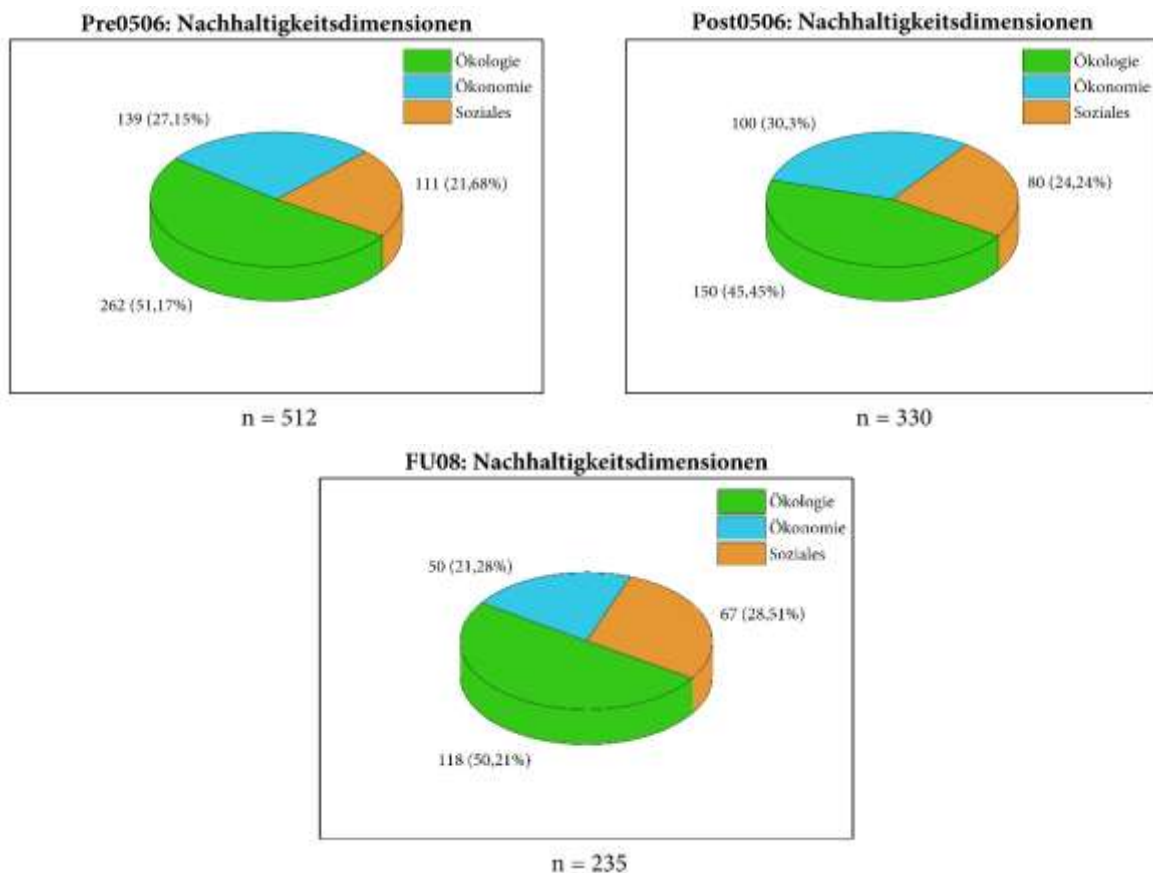 Pre0506: Nachhaltigkeitsdimensionen
Ökologie
Ökonomie
Soziales
139 (27,15%)
111 (21,68%)
262 (51,17%)
n = 512
Post0506: Nachhaltigkeitsdimensionen
Ökologie
Ökonomie
Soziales
100 (30,3%)
80 (24,24%)
150 (45,45%)
n = 330
FU08: Nachhaltigkeitsdimensionen
Ökologie
Ökonomie
Soziales
50 (21,28%)
67 (28,51%)
118 (50,21%)
n = 235